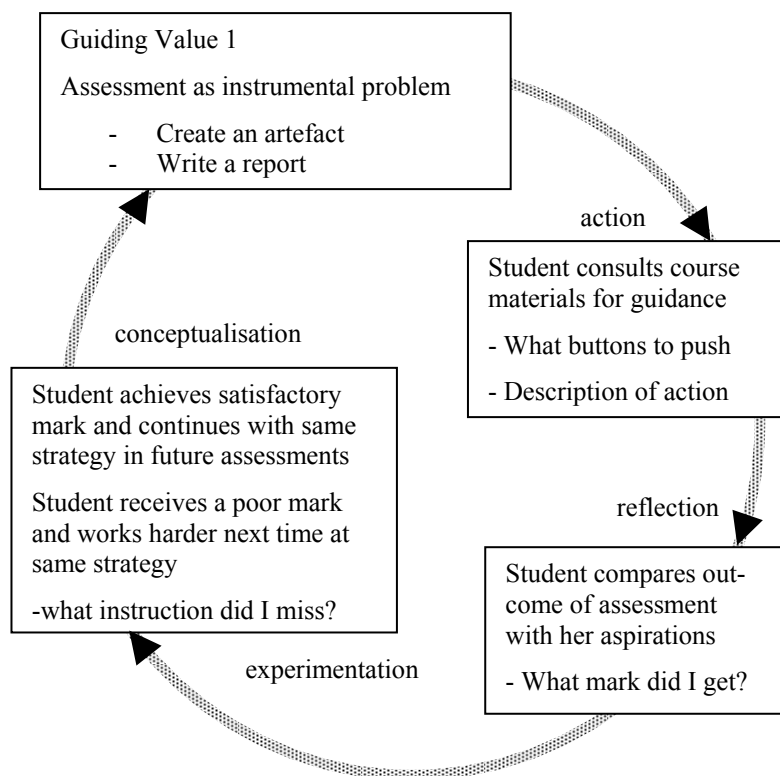 Guiding Value 1
Assessment as instrumental problem
- Create an artefact
- Write a report
action
Student consults course
materials for guidance
- What buttons to push
- Description of action
reflection
Student compares out-
come of assessment
with her aspirations
- What mark did I get?
experimentation
Student achieves satisfactory
mark and continues with same
strategy in future assessments
Student receives a poor mark
and works harder next time at
same strategy
-what instruction did I miss?
conceptualisation